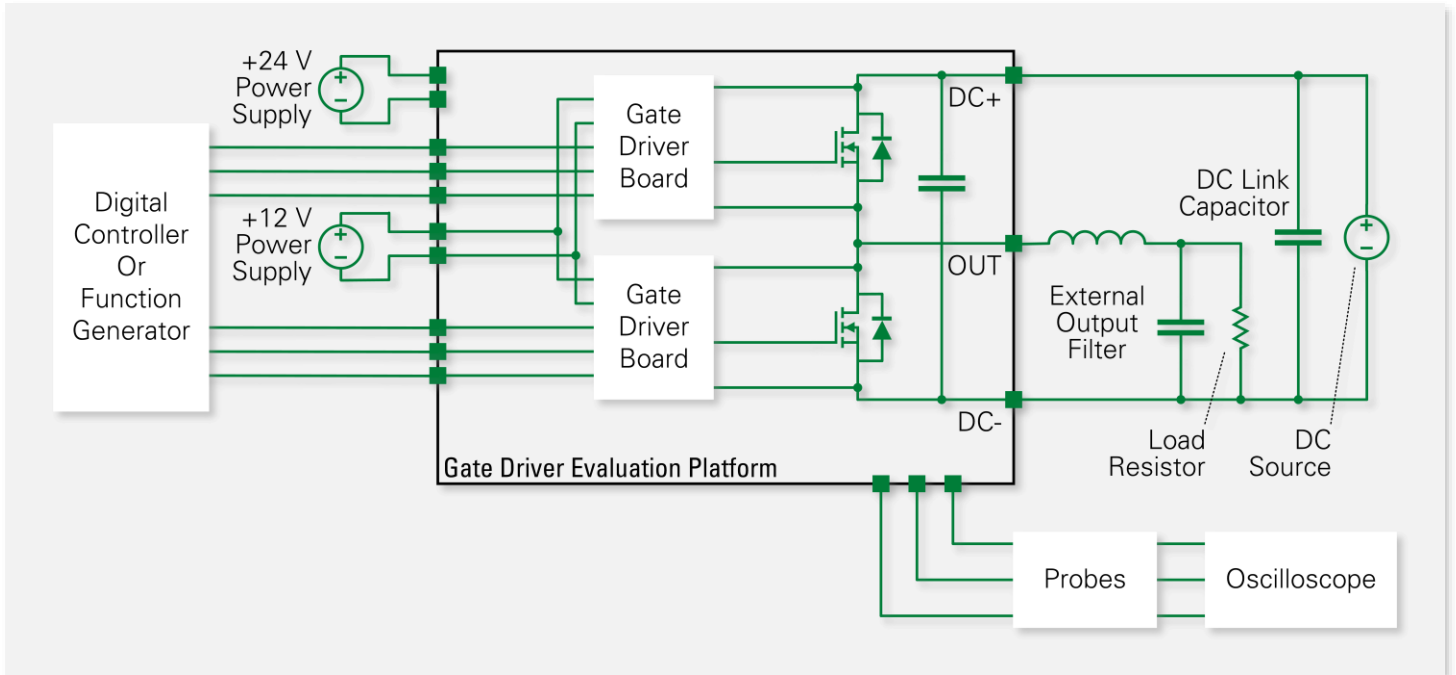 +24 V
Power
Supply
Digital
Controller
Or
Function
Generator
+12 V
Power
Supply
Gate
Driver
Board
Gate
Driver
Board
DC+
OUT
DC-
Gate Driver Evaluation Platform
External
Output
Filter
DC Link
Capacitor
Load
Resistor
DC
Source
Probes
Oscilloscope